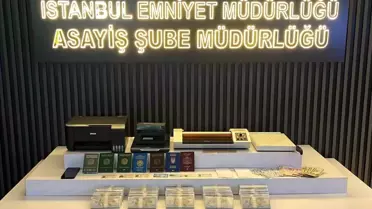 İSTANBUL EMNİYET MÜDÜRLÜĞÜ
ASAYİŞ ŞUBE MÜDÜRLÜĞÜ